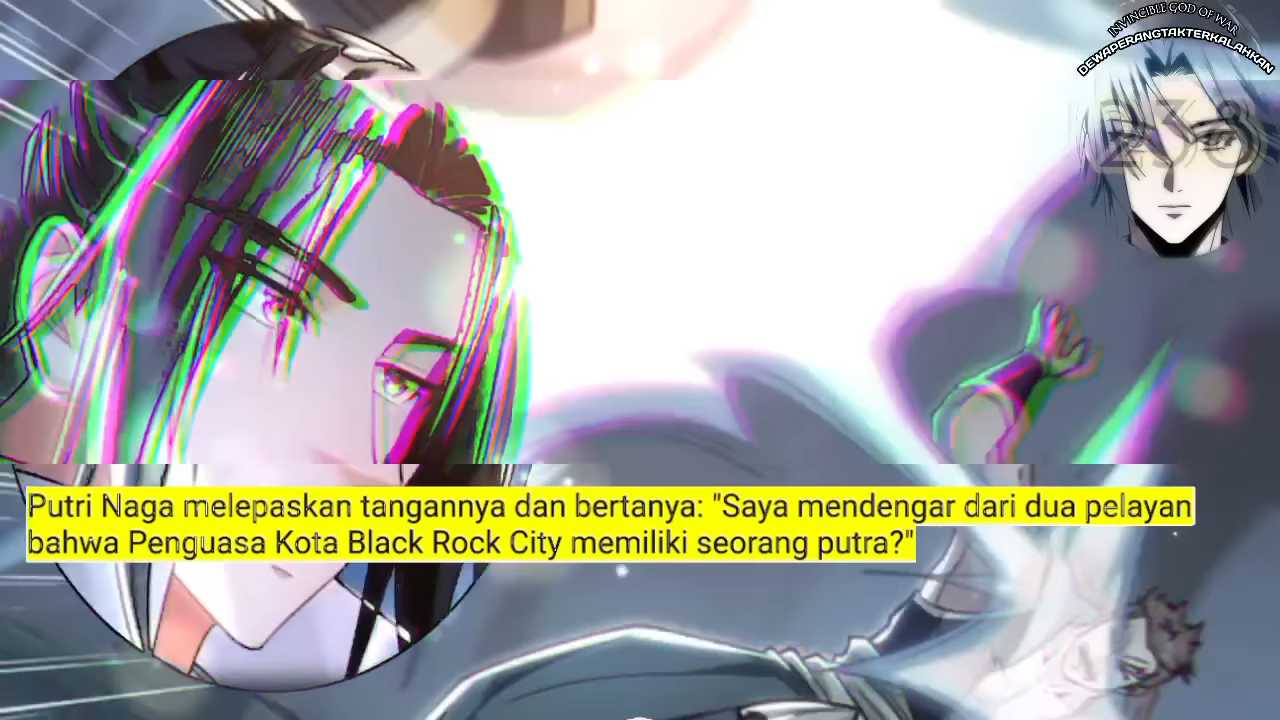 INVINCIBLE GOD OF WAR
DEWAPERANGTAKTERKALAHKAN
238
Putri Naga melepaskan tangannya dan bertanya: "Saya mendengar dari dua pelayan
bahwa Penguasa Kota Black Rock City memiliki seorang putra?"